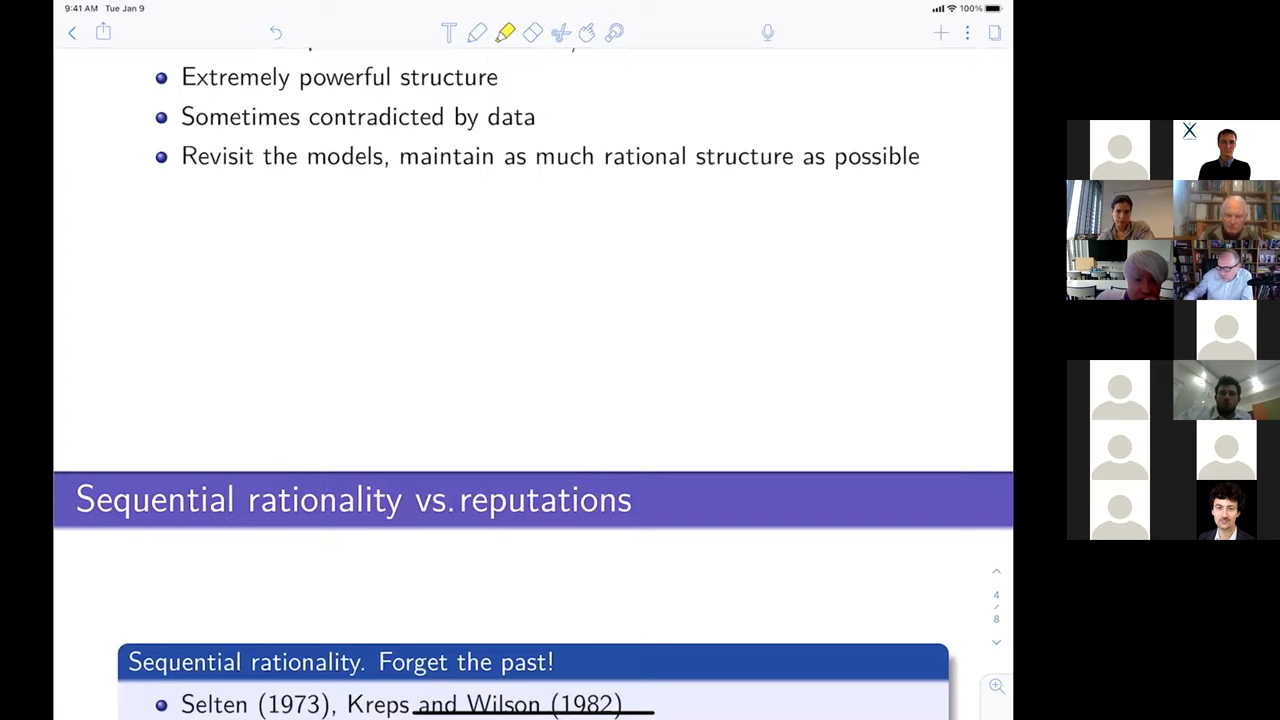 9:41 AM Tue Jan 9
100%
Extremely powerful structure
Sometimes contradicted by data
Revisit the models, maintain as much rational structure as possible
Sequential rationality vs. reputations
4
/
8
Sequential rationality. Forget the past!
Selten (1973), Kreps and Wilson (1982)